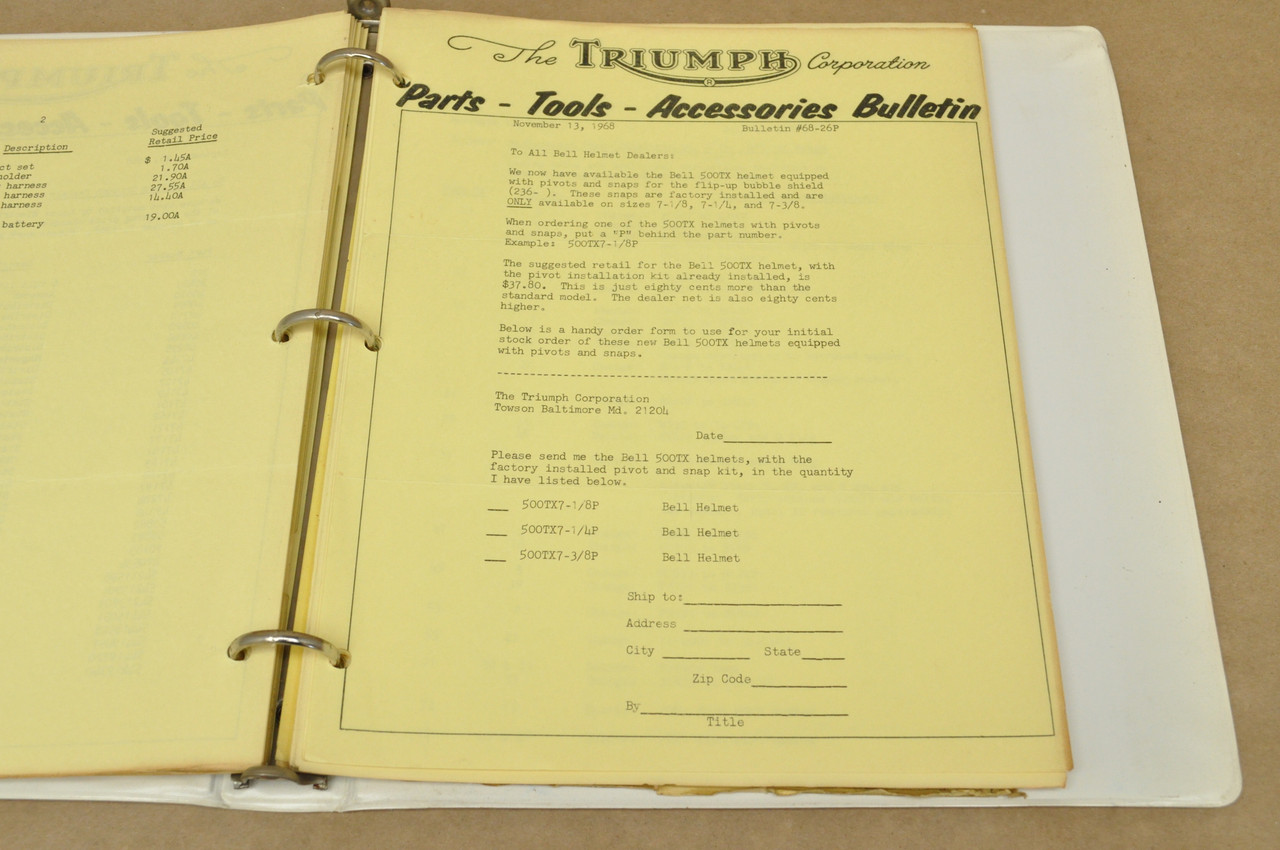 2
Description
Suggested
Retail Price
ct set $ 1.45A
holder 1.70A
harness 21.90A
harness 27.55A
harness 14.40A
battery 19.00A
The TRIUMPH Corporation
®
Parts - Tools - Accessories Bulletin
November 13, 1968 Bulletin #68-26P
To All Bell Helmet Dealers:
We now have available the Bell 500TX helmet equipped
with pivots and snaps for the flip-up bubble shield
(236- ). These snaps are factory installed and are
ONLY available on sizes 7-1/8, 7-1/4, and 7-3/8.
When ordering one of the 500TX helmets with pivots
and snaps, put a "P" behind the part number.
Example: 500TX7-1/8P
The suggested retail for the Bell 500TX helmet, with
the pivot installation kit already installed, is
$37.80. This is just eighty cents more than the
standard model. The dealer net is also eighty cents
higher.
Below is a handy order form to use for your initial
stock order of these new Bell 500TX helmets equipped
with pivots and snaps.
The Triumph Corporation
Towson Baltimore Md. 21204
Date
Please send me the Bell 500TX helmets, with the
factory installed pivot and snap kit, in the quantity
I have listed below.
500TX7-1/8P Bell Helmet
500TX7-1/4P Bell Helmet
500TX7-3/8P Bell Helmet
Ship to:
Address
City State
Zip Code
By
Title